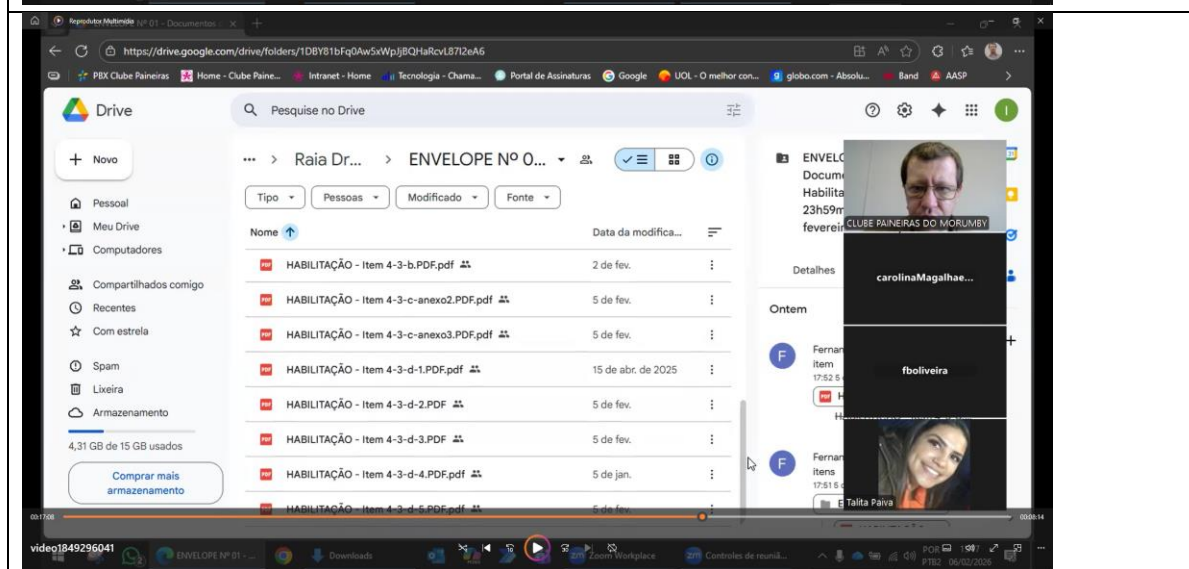 Reprodutor Multimídia
Nº 01 - Documentos
https://drive.google.com/drive/folders/1DBY81bFq0Aw5xWpJjBQHaRcvL87I2eA6
PBX Clube Paineiras Home - Clube Paine... Intranet - Home Tecnologia - Chama... Portal de Assinaturas Google UOL - O melhor con... globo.com - Absolu... Band AASP
Drive
Pesquise no Drive
Novo
Raia Dr... > ENVELOPE Nº 0...
Tipo Pessoas Modificado Fonte
Nome Data da modifica...
HABILITAÇÃO - Item 4-3-b.PDF.pdf 2 de fev.
HABILITAÇÃO - Item 4-3-c-anexo2.PDF.pdf 5 de fev.
HABILITAÇÃO - Item 4-3-c-anexo3.PDF.pdf 5 de fev.
HABILITAÇÃO - Item 4-3-d-1.PDF.pdf 15 de abr. de 2025
HABILITAÇÃO - Item 4-3-d-2.PDF 5 de fev.
HABILITAÇÃO - Item 4-3-d-3.PDF 5 de fev.
HABILITAÇÃO - Item 4-3-d-4.PDF.pdf 5 de jan.
HABILITAÇÃO - Item 4-3-d-5.PDF.pdf 5 de fev.
Pessoal
Meu Drive
Computadores
Compartilhados comigo
Recentes
Com estrela
Spam
Lixeira
Armazenamento
4,31 GB de 15 GB usados
Comprar mais
armazenamento
ENVELO
Docume
Habilita
23h59m
feverei
Detalhes
Ontem
F
Fernan
item
17:52 5
F
Fernan
itens
17:51 5
CLUBE PAINEIRAS DO MORUMBY
carolinaMagalhae...
fboliveira
Talita Paiva
00:17:08 00:08:14
video1849296041
ENVELOPE Nº 01 - ... Downloads Zoom Workplace Controles de reuniã...
POR
PTB2 06/02/2026